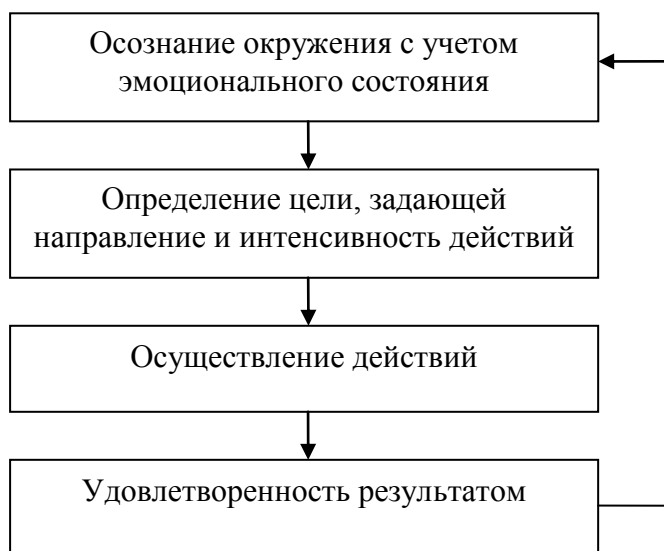 Осознание окружения с учетом
эмоционального состояния
Определение цели, задающей
направление и интенсивность действий
Осуществление действий
Удовлетворенность результатом